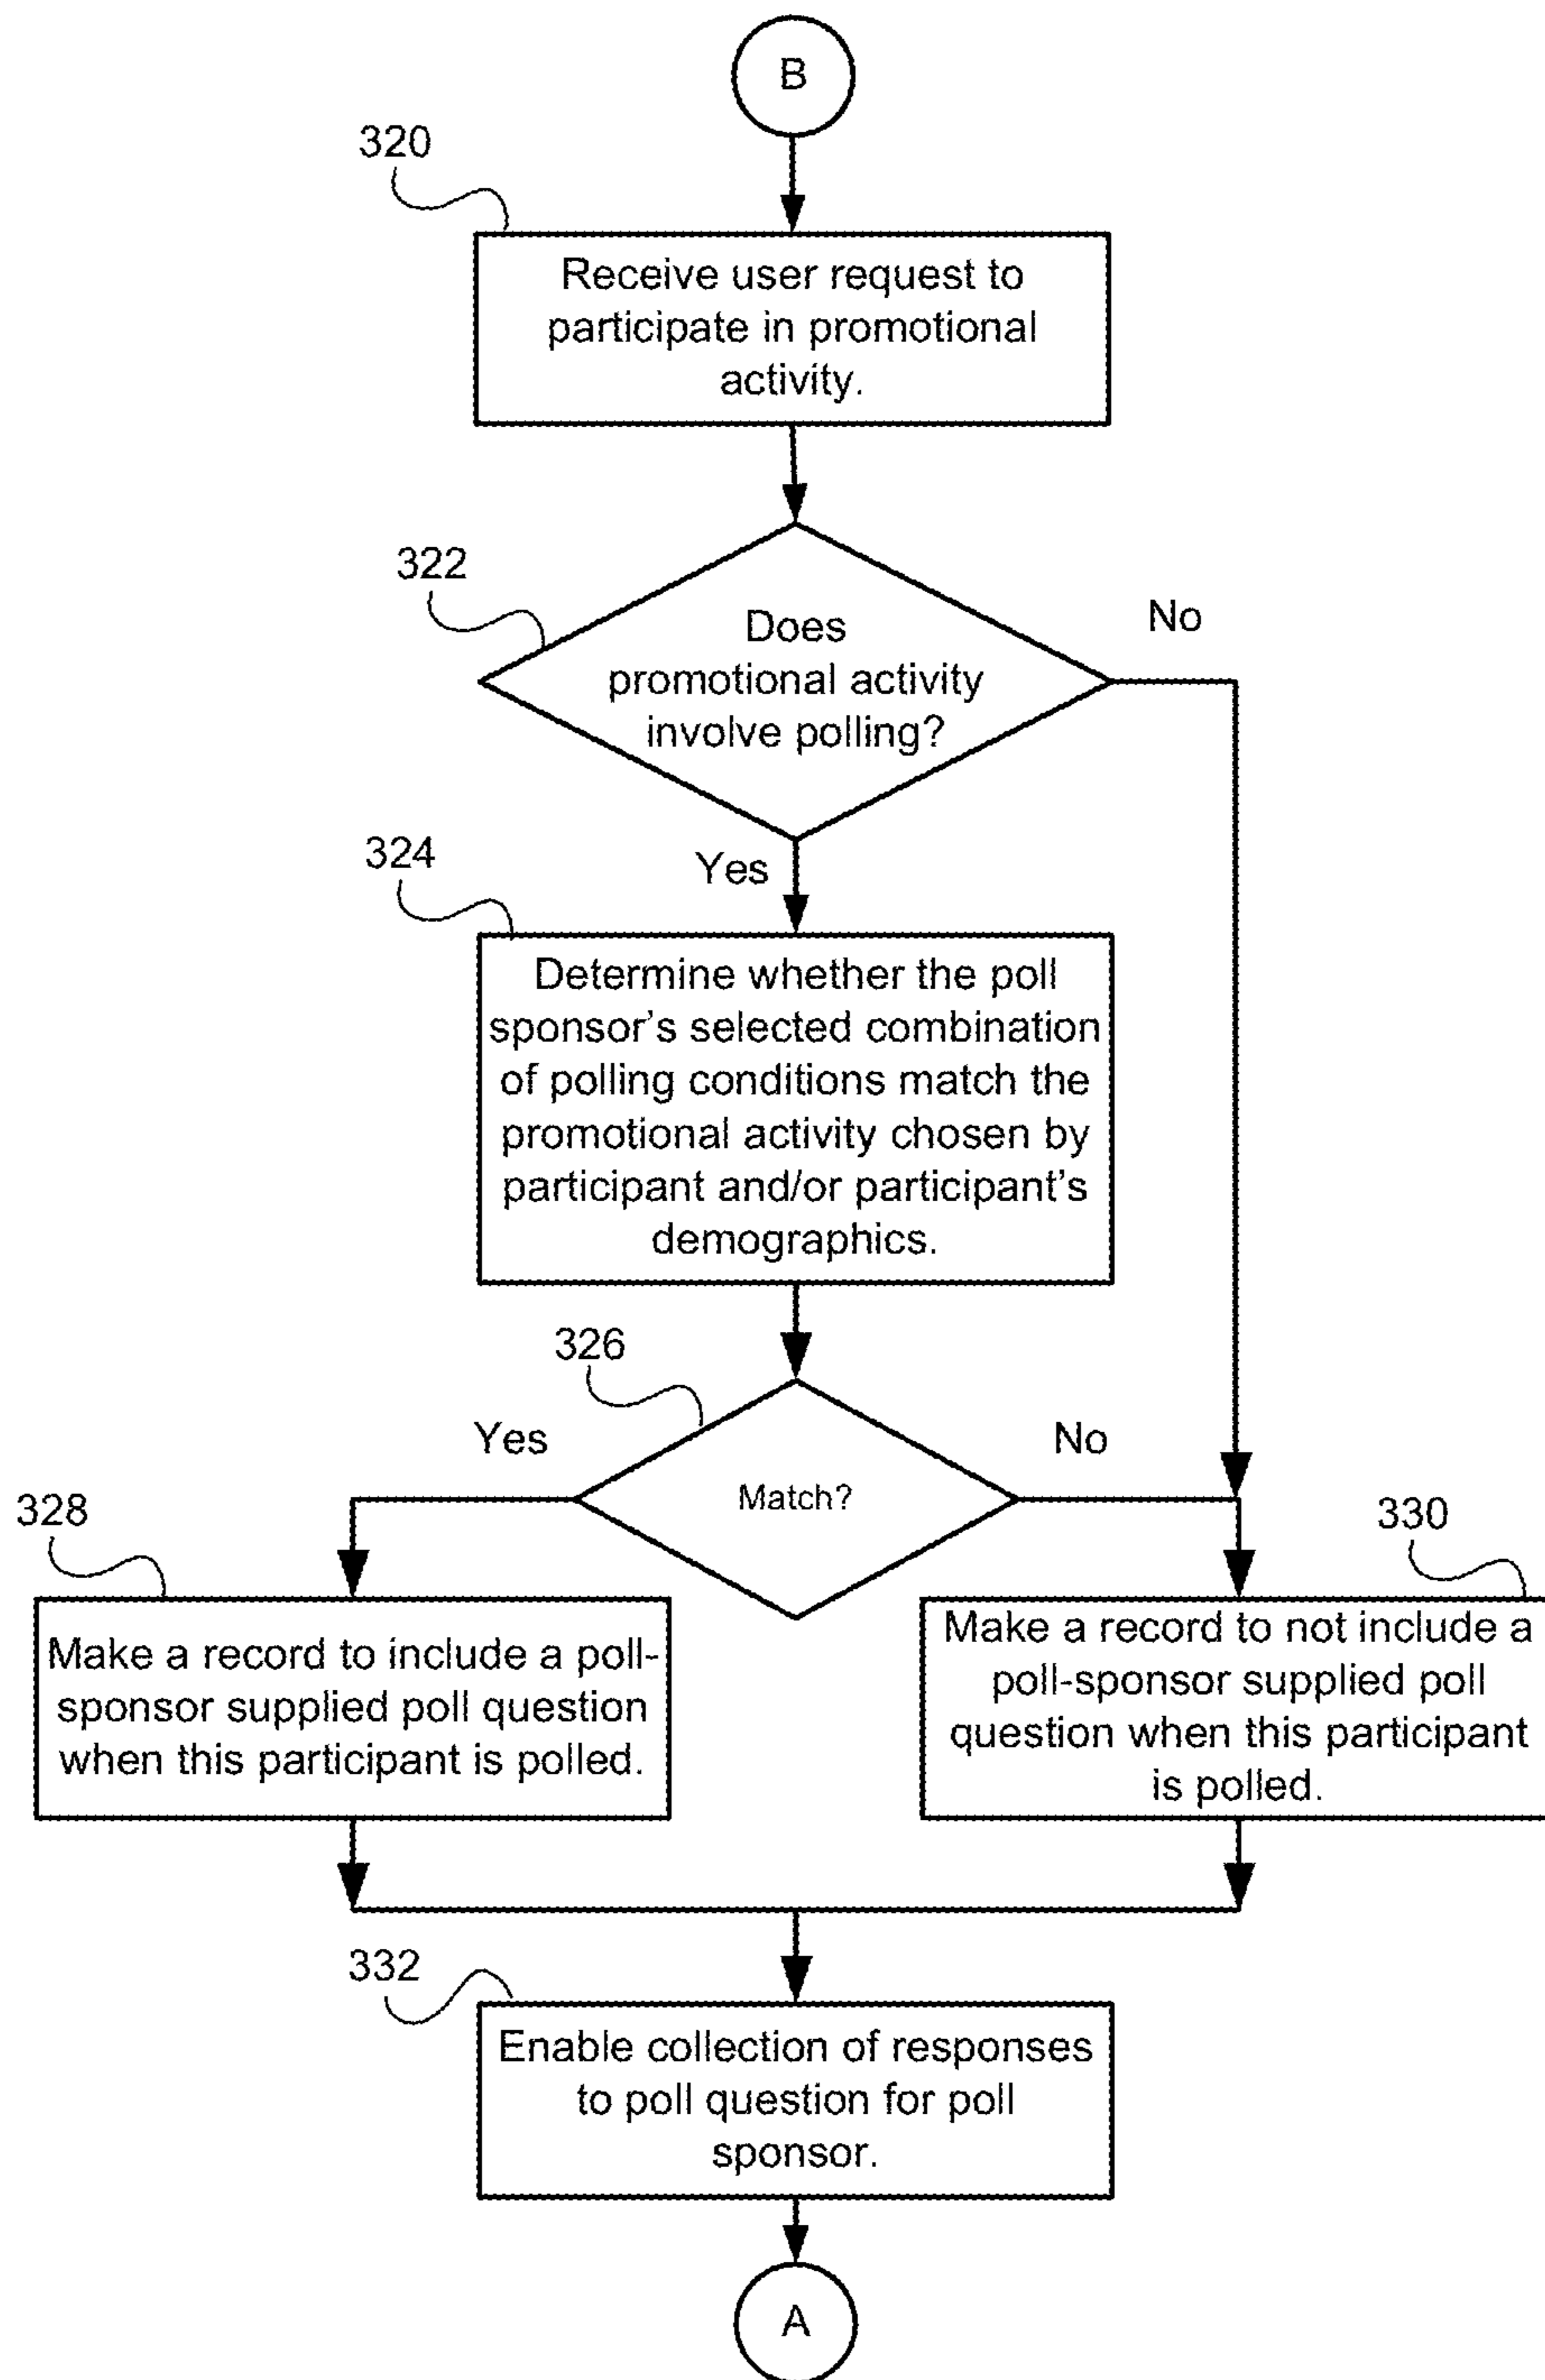 B
320
Receive user request to
participate in promotional
activity.
322
Does
promotional activity
involve polling?
No
Yes
324
Determine whether the poll
sponsor's selected combination
of polling conditions match the
promotional activity chosen by
participant and/or participant's
demographics.
326
Yes
Match?
No
328
Make a record to include a poll-
sponsor supplied poll question
when this participant is polled.
330
Make a record to not include a
poll-sponsor supplied poll
question when this participant
is polled.
332
Enable collection of responses
to poll question for poll
sponsor.
A